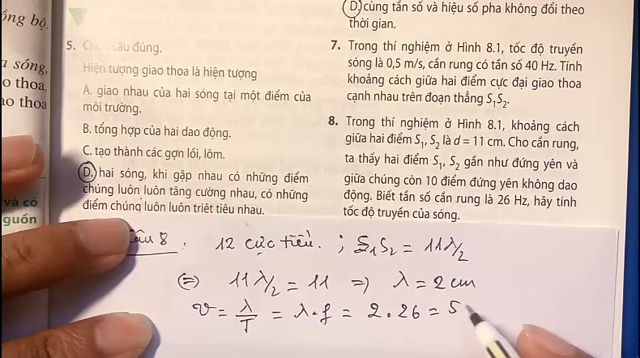 ồng bộ.
sóng,
o thoa,
ao thoa
và có
guồn
5. câu đúng.
Hiện tượng giao thoa là hiện tượng
A. giao nhau của hai sóng tại một điểm của
môi trường.
B. tổng hợp của hai dao động.
C. tạo thành các gợn lồi, lõm.
D. hai sóng, khi gặp nhau có những điểm
chúng luôn luôn tăng cường nhau, có những
điểm chúng luôn luôn triệt tiêu nhau.
D. cùng tần số và hiệu số pha không đổi theo
thời gian.
7. Trong thí nghiệm ở Hình 8.1, tốc độ truyền
sóng là 0,5 m/s, cần rung có tần số 40 Hz. Tính
khoảng cách giữa hai điểm cực đại giao thoa
cạnh nhau trên đoạn thẳng S₁S₂.
8. Trong thí nghiệm ở Hình 8.1, khoảng cách
giữa hai điểm S₁, S₂ là d = 11 cm. Cho cần rung,
ta thấy hai điểm S₁, S₂ gần như đứng yên và
giữa chúng còn 10 điểm đứng yên không dao
động. Biết tần số cần rung là 26 Hz, hãy tính
tốc độ truyền của sóng.
Câu 8. 12 cực tiểu. ; S₁S₂ = 11λ/2
(=) 11λ/2 = 11 => λ = 2 cm
v = λ/T = λ.f = 2.26 = 5